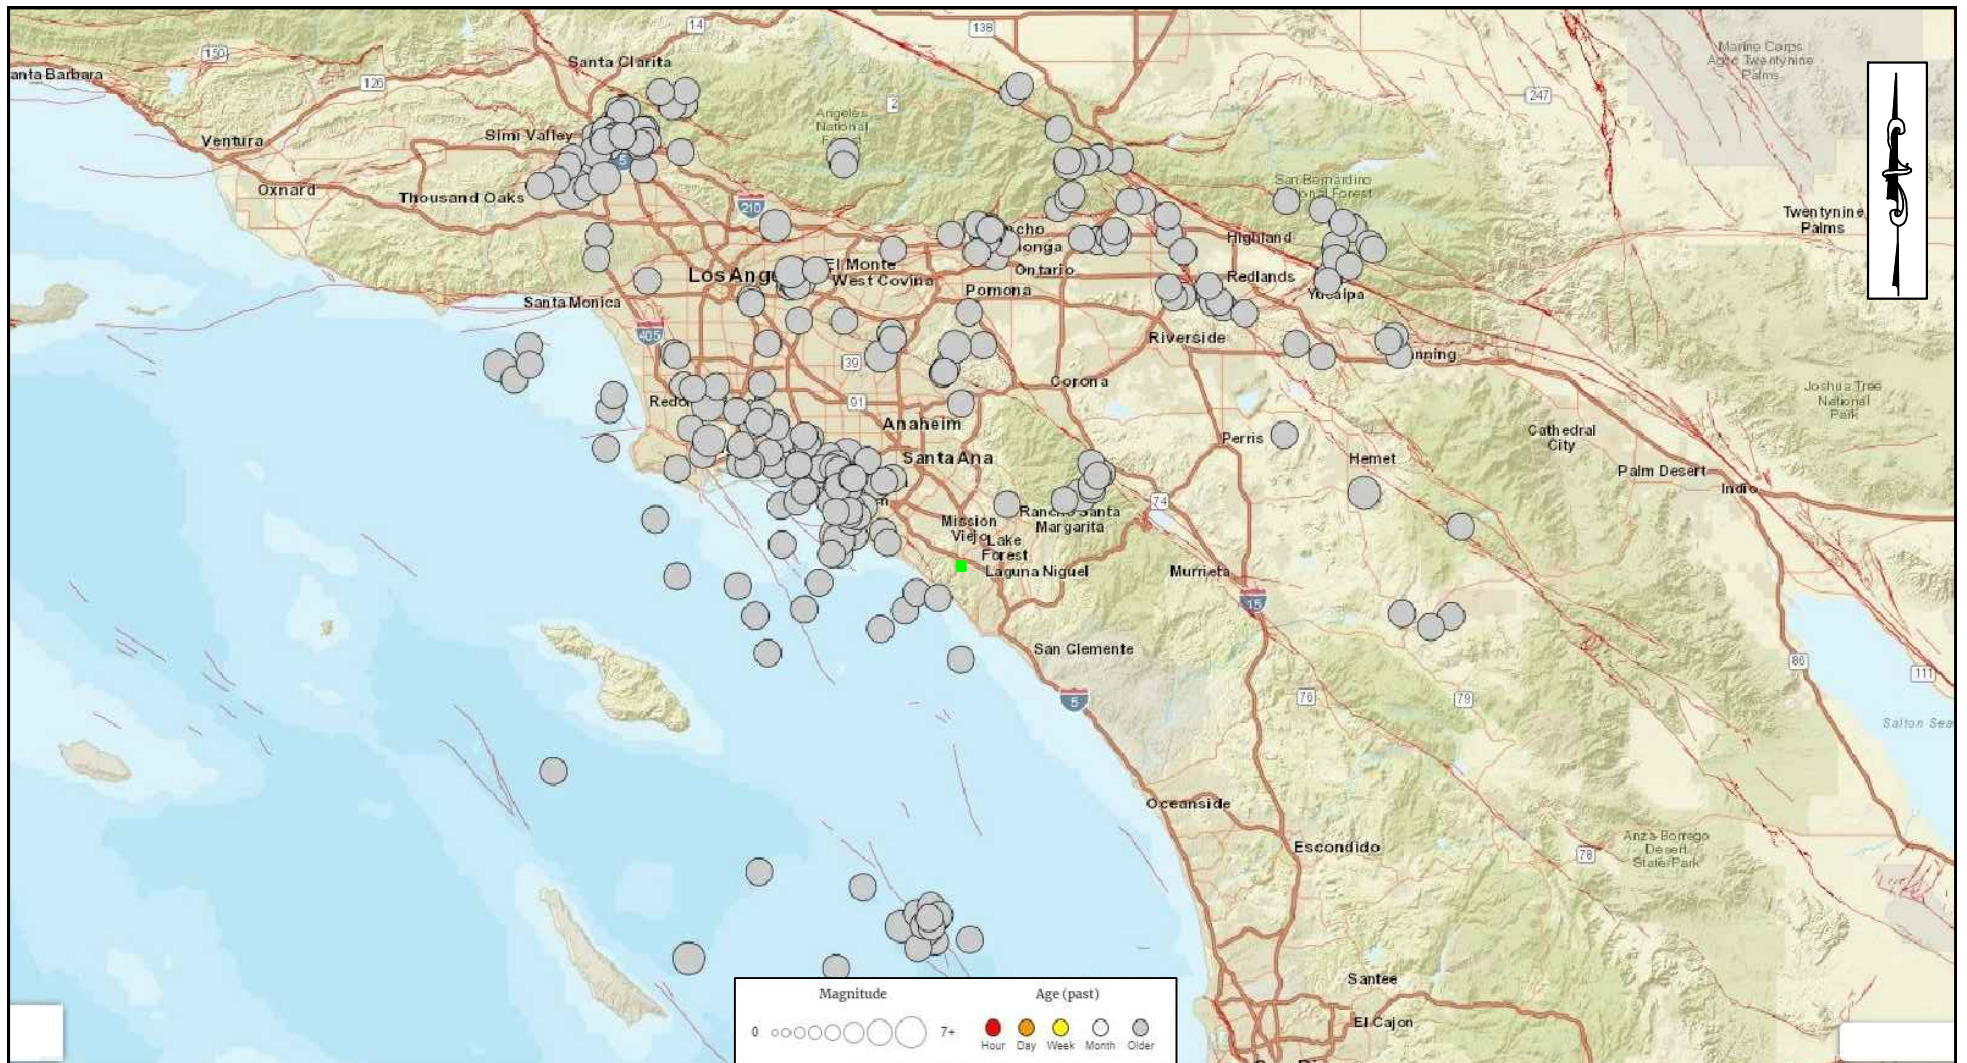 14
138
150
Santa Clarita
Marine Corps
Twentynine
Palms
anta Barbara
126
2
247
Angeles
National
Simi Valley
Ventura
5
Oxnard
Thousand Oaks
210
San Bernardino
Twentynine
Palms
Highland
El Monte
Los Ang
West Covina
Ontario
Redlands
Pomona
Santa Monica
405
Riverside
39
nning
Corona
Joshua Tree
National
Park
91
Anaheim
Cathedral
City
Perris
Santa Ana
Hemet
Palm Desert
Indio
74
Mission
Viejo
Rancho Santa
Margarita
Lake
Forest
Laguna Niguel
Murrieta
15
San Clemente
86
111
5
76
79
Salton Sea
Oceanside
Escondido
Anza-Borrego
Desert
State Park
78
Santee
El Cajon
Magnitude
Age (past)
0
7+
Hour
Day
Week
Month
Older